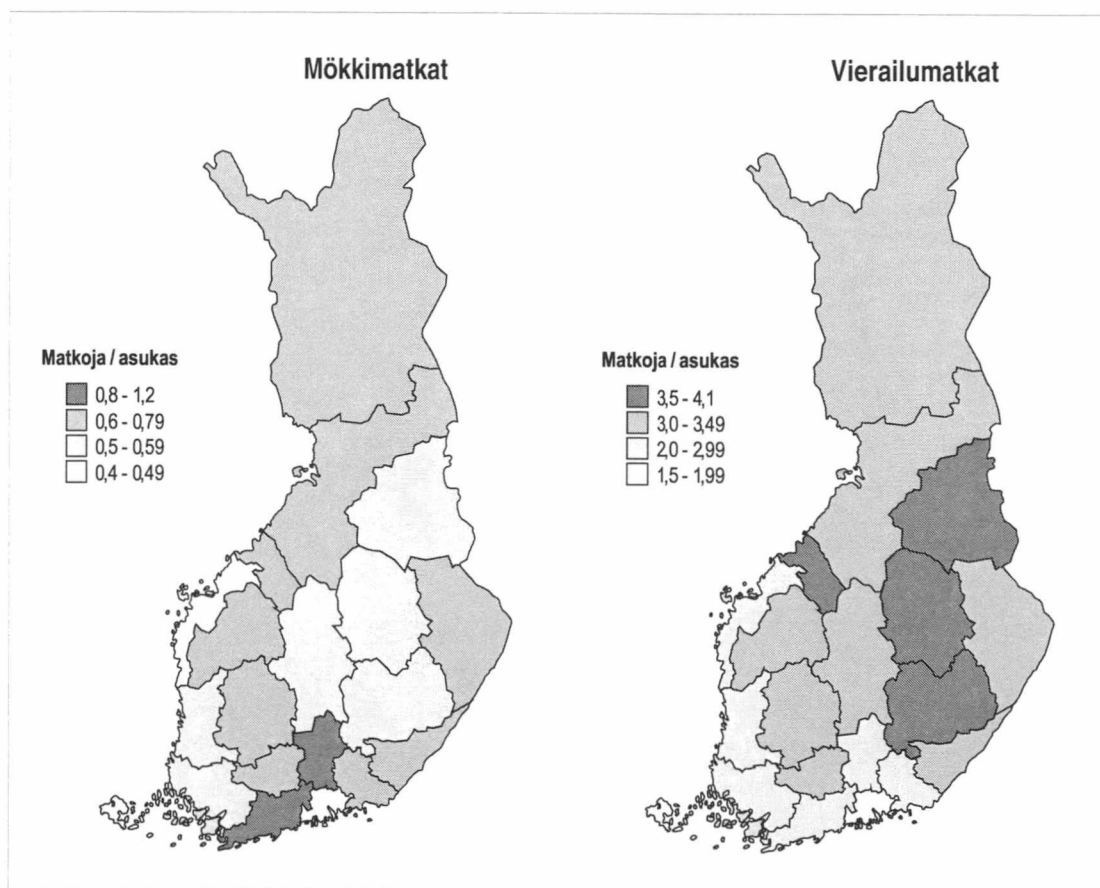 Mökkimatkat
Matkoja / asukas
0,8 - 1,2
0,6 - 0,79
0,5 - 0,59
0,4 - 0,49
Vierailumatkat
Matkoja / asukas
3,5 - 4,1
3,0 - 3,49
2,0 - 2,99
1,5 - 1,99